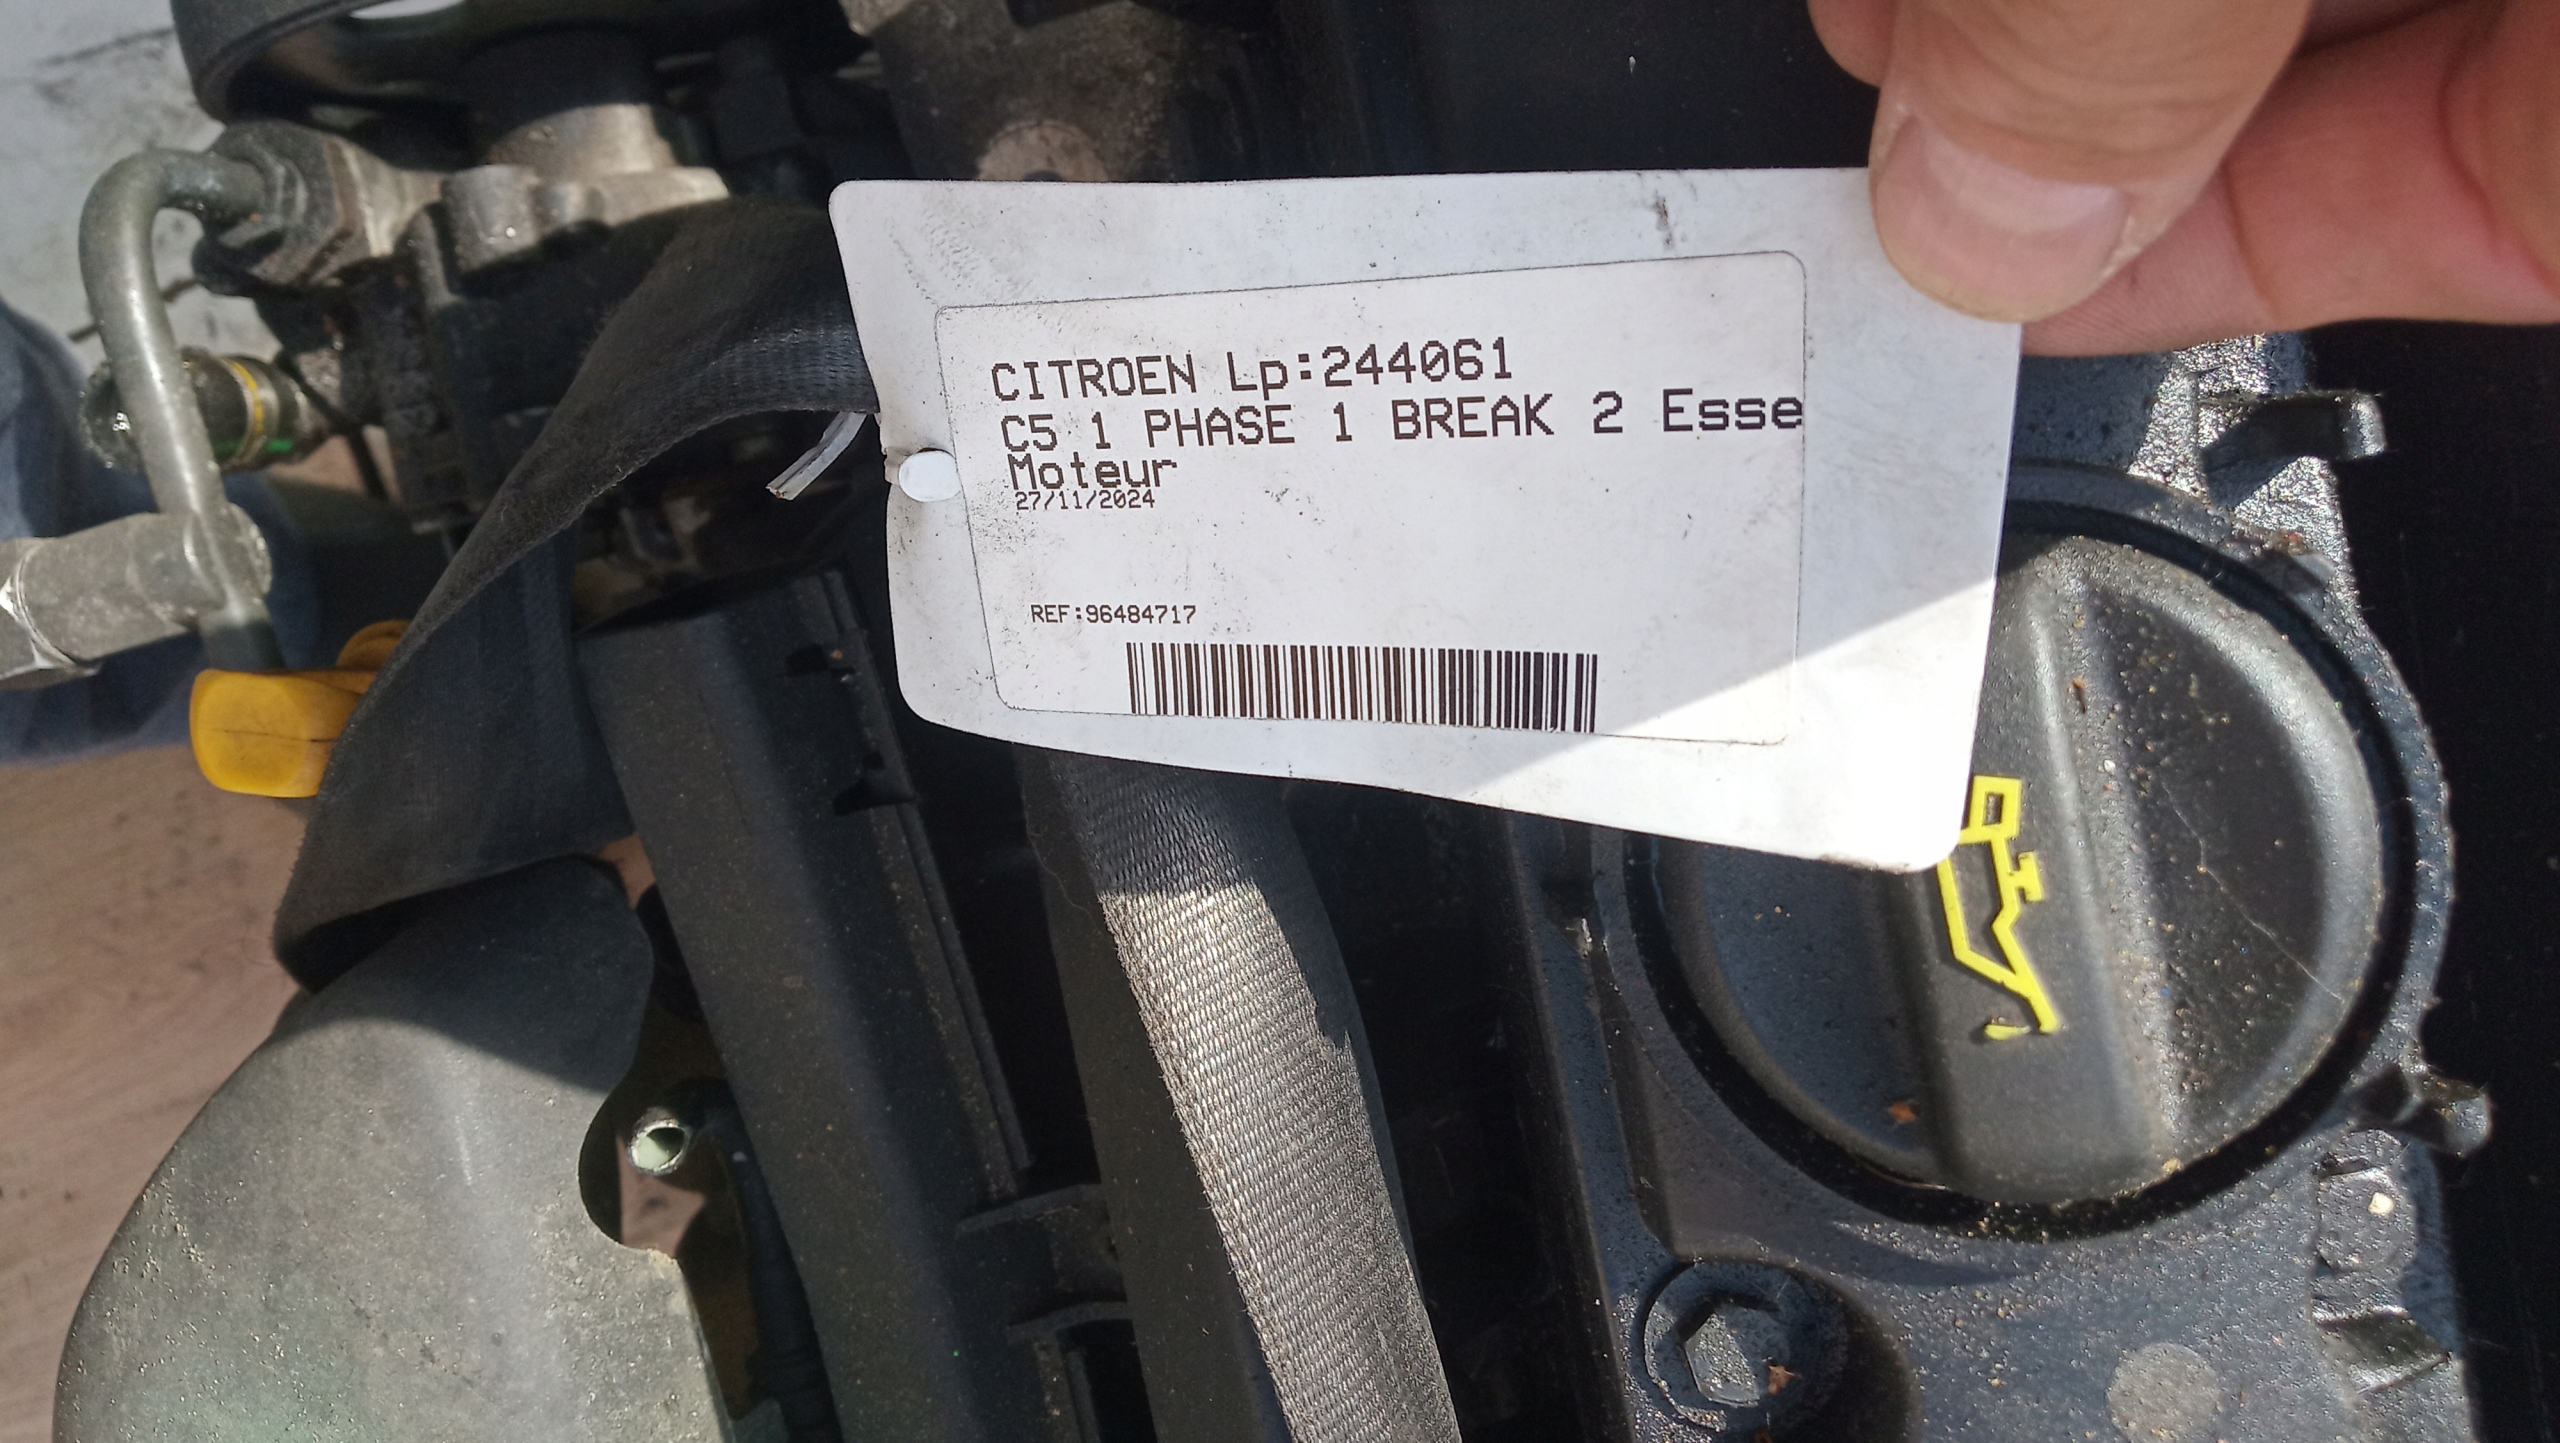 CITROEN Lp:244061
C5 1 PHASE 1 BREAK 2 Esse
Moteur
27/11/2024
REF:96484717